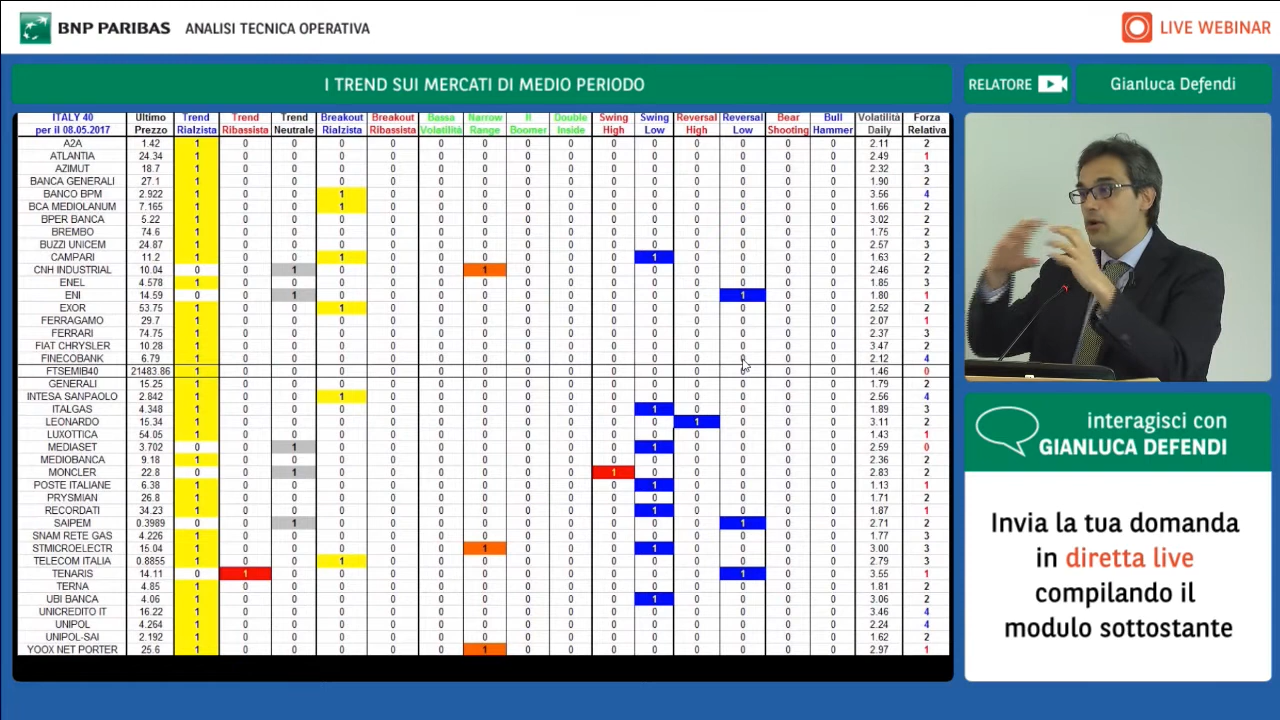 BNP PARIBAS ANALISI TECNICA OPERATIVA
LIVE WEBINAR
I TREND SUI MERCATI DI MEDIO PERIODO
RELATORE
Gianluca Defendi
ITALY 40 Ultimo Trend Trend Trend Breakout Breakout Bassa Narrow Il Double Swing Swing Reversal Reversal Bear Bull Volatilità Forza
per il 08.05.2017 Prezzo Rialzista Ribassista Neutrale Rialzista Ribassista Volatilità Range Boomer Inside High Low High Low Shooting Hammer Daily Relativa
A2A 1.42 1 0 0 0 0 0 0 0 0 0 0 0 0 0 0 2.11 2
ATLANTIA 24.34 1 0 0 0 0 0 0 0 0 0 0 0 0 0 0 2.49 1
AZIMUT 18.7 1 0 0 0 0 0 0 0 0 0 0 0 0 0 0 2.32 3
BANCA GENERALI 27.1 1 0 0 0 0 0 0 0 0 0 0 0 0 0 0 1.90 2
BANCO BPM 2.922 1 0 0 1 0 0 0 0 0 0 0 0 0 0 0 3.56 4
BCA MEDIOLANUM 7.165 1 0 0 1 0 0 0 0 0 0 0 0 0 0 0 1.66 2
BPER BANCA 5.22 1 0 0 0 0 0 0 0 0 0 0 0 0 0 0 3.02 2
BREMBO 74.6 1 0 0 0 0 0 0 0 0 0 0 0 0 0 0 1.75 2
BUZZI UNICEM 24.87 1 0 0 0 0 0 0 0 0 0 0 0 0 0 0 2.57 3
CAMPARI 11.2 1 0 0 1 0 0 0 0 0 0 1 0 0 0 0 1.63 2
CNH INDUSTRIAL 10.04 0 0 1 0 0 0 1 0 0 0 0 0 0 0 0 2.46 2
ENEL 4.578 1 0 0 0 0 0 0 0 0 0 0 0 0 0 0 1.85 3
ENI 14.59 0 0 1 0 0 0 0 0 0 0 0 0 1 0 0 1.80 1
EXOR 53.75 1 0 0 1 0 0 0 0 0 0 0 0 0 0 0 2.52 2
FERRAGAMO 29.7 1 0 0 0 0 0 0 0 0 0 0 0 0 0 0 2.07 1
FERRARI 74.75 1 0 0 0 0 0 0 0 0 0 0 0 0 0 0 2.37 3
FIAT CHRYSLER 10.28 1 0 0 0 0 0 0 0 0 0 0 0 0 0 0 3.47 2
FINECOBANK 6.79 1 0 0 0 0 0 0 0 0 0 0 0 0 0 0 2.12 4
FTSEMIB40 21483.86 1 0 0 0 0 0 0 0 0 0 0 0 0 0 0 1.46 0
GENERALI 15.25 1 0 0 0 0 0 0 0 0 0 0 0 0 0 0 1.79 2
INTESA SANPAOLO 2.842 1 0 0 1 0 0 0 0 0 0 0 0 0 0 0 2.56 4
ITALGAS 4.348 1 0 0 0 0 0 0 0 0 0 1 0 0 0 0 1.89 3
LEONARDO 15.34 1 0 0 0 0 0 0 0 0 0 0 1 0 0 0 3.11 2
LUXOTTICA 54.05 1 0 0 0 0 0 0 0 0 0 0 0 0 0 0 1.43 1
MEDIASET 3.702 0 0 1 0 0 0 0 0 0 0 1 0 0 0 0 2.59 0
MEDIOBANCA 9.18 1 0 0 0 0 0 0 0 0 0 0 0 0 0 0 2.36 2
MONCLER 22.8 0 0 1 0 0 0 0 0 0 1 0 0 0 0 0 2.83 2
POSTE ITALIANE 6.38 1 0 0 0 0 0 0 0 0 0 1 0 0 0 0 1.13 1
PRYSMIAN 26.8 1 0 0 0 0 0 0 0 0 0 0 0 0 0 0 1.71 2
RECORDATI 34.23 1 0 0 0 0 0 0 0 0 0 1 0 0 0 0 1.87 1
SAIPEM 0.3989 0 0 1 0 0 0 0 0 0 0 0 0 1 0 0 2.71 2
SNAM RETE GAS 4.226 1 0 0 0 0 0 0 0 0 0 0 0 0 0 0 1.77 3
STMICROELECTR 15.04 1 0 0 0 0 0 1 0 0 0 1 0 0 0 0 3.00 3
TELECOM ITALIA 0.8855 1 0 0 1 0 0 0 0 0 0 0 0 0 0 0 2.79 3
TENARIS 14.11 0 1 0 0 0 0 0 0 0 0 0 0 1 0 0 3.55 1
TERNA 4.85 1 0 0 0 0 0 0 0 0 0 0 0 0 0 0 1.81 2
UBI BANCA 4.06 1 0 0 0 0 0 0 0 0 0 1 0 0 0 0 3.06 2
UNICREDITO IT 16.22 1 0 0 0 0 0 0 0 0 0 0 0 0 0 0 3.46 4
UNIPOL 4.264 1 0 0 0 0 0 0 0 0 0 0 0 0 0 0 2.24 4
UNIPOL-SAI 2.192 1 0 0 0 0 0 0 0 0 0 0 0 0 0 0 1.62 2
YOOX NET PORTER 25.6 1 0 0 0 0 0 1 0 0 0 0 0 0 0 0 2.97 1
interagisci con
GIANLUCA DEFENDI
Invia la tua domanda
in diretta live
compilando il
modulo sottostante